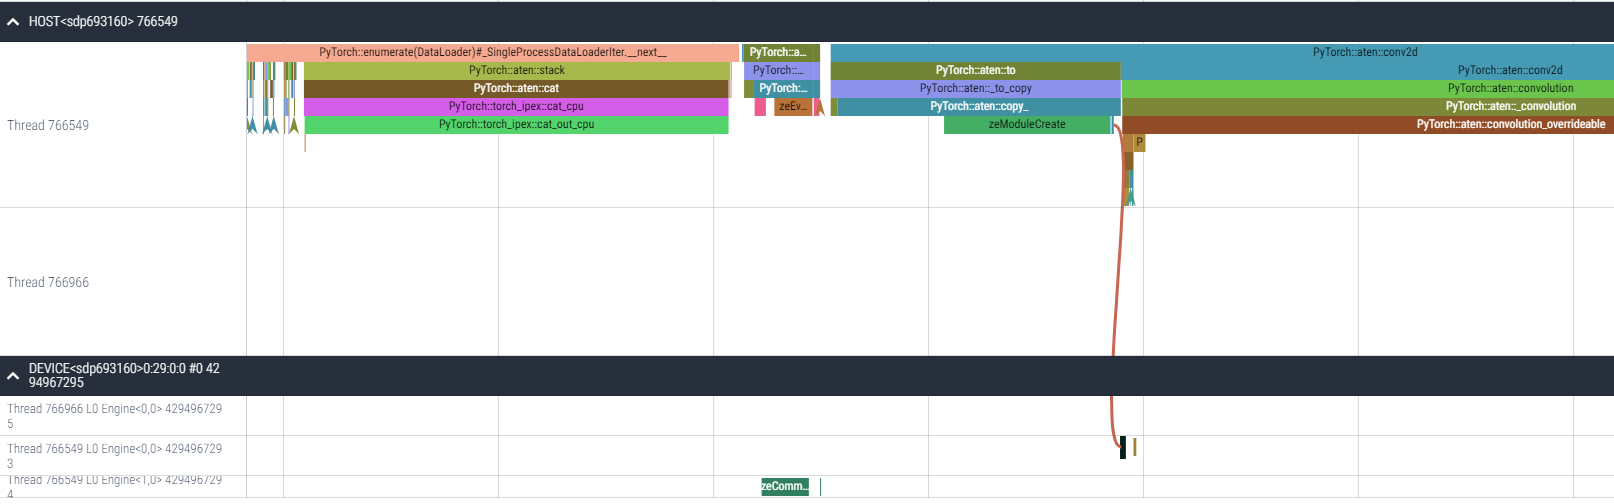 HOST<sdp693160> 766549
PyTorch::enumerate(DataLoader)#_SingleProcessDataLoaderIter.__next__
PyTorch::a...
PyTorch::aten::conv2d
PyTorch::aten::stack
PyTorch::...
PyTorch::aten::to
PyTorch::aten::conv2d
PyTorch::aten::cat
PyTorch:...
PyTorch::aten::_to_copy
PyTorch::aten::convolution
PyTorch::torch_ipex::cat_cpu
zeEv...
PyTorch::aten::copy_
PyTorch::aten::_convolution
Thread 766549
PyTorch::torch_ipex::cat_out_cpu
zeModuleCreate
PyTorch::aten::convolution_overrideable
P
Thread 766966
DEVICE<sdp693160>0:29:0:0 #0 42
94967295
Thread 766966 L0 Engine<0,0> 429496729
5
Thread 766549 L0 Engine<0,0> 429496729
3
Thread 766549 L0 Engine<1,0> 429496729
4
zeComm...